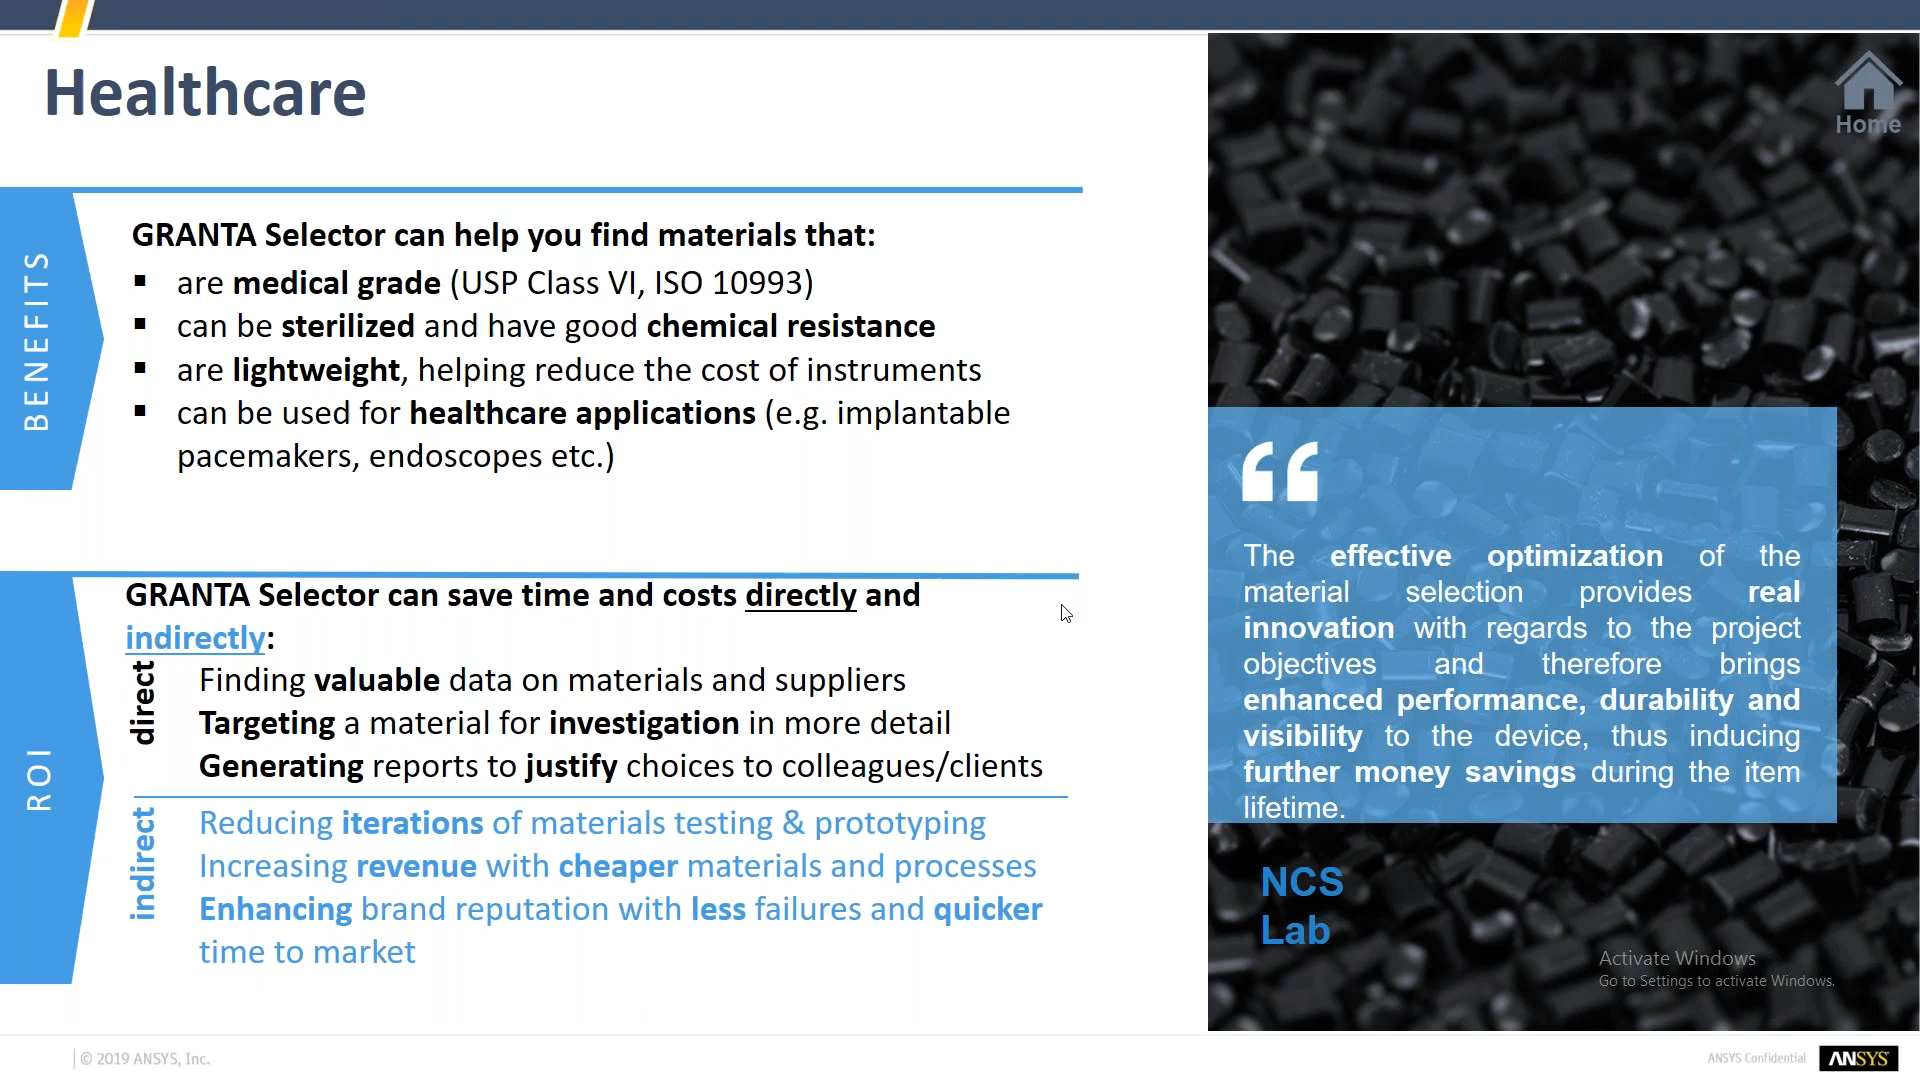 Healthcare
Home
BENEFITS
GRANTA Selector can help you find materials that:
▪ are medical grade (USP Class VI, ISO 10993)
▪ can be sterilized and have good chemical resistance
▪ are lightweight, helping reduce the cost of instruments
▪ can be used for healthcare applications (e.g. implantable
pacemakers, endoscopes etc.)
ROI
GRANTA Selector can save time and costs directly and
indirectly:
direct
Finding valuable data on materials and suppliers
Targeting a material for investigation in more detail
Generating reports to justify choices to colleagues/clients
indirect
Reducing iterations of materials testing & prototyping
Increasing revenue with cheaper materials and processes
Enhancing brand reputation with less failures and quicker
time to market
“
The effective optimization of the
material selection provides real
innovation with regards to the project
objectives and therefore brings
enhanced performance, durability and
visibility to the device, thus inducing
further money savings during the item
lifetime.
NCS
Lab
Activate Windows
Go to Settings to activate Windows.
© 2019 ANSYS, Inc.
ANSYS Confidential
ANSYS